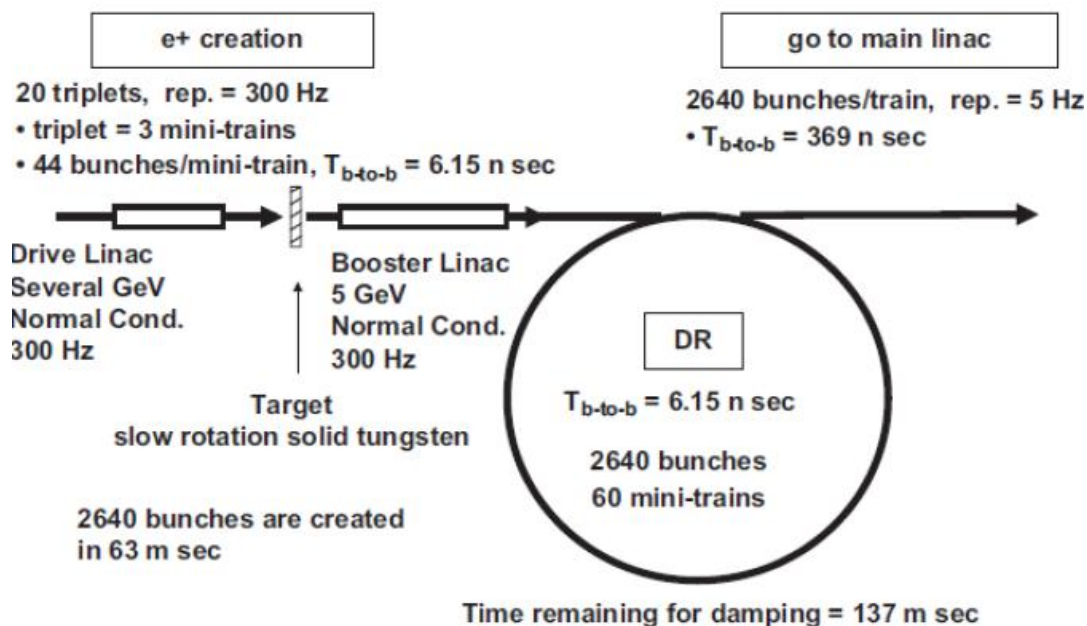 e+ creation
20 triplets, rep. = 300 Hz
• triplet = 3 mini-trains
• 44 bunches/mini-train, Tb-to-b = 6.15 n sec
go to main linac
2640 bunches/train, rep. = 5 Hz
• Tb-to-b = 369 n sec
Drive Linac
Several GeV
Normal Cond.
300 Hz
Booster Linac
5 GeV
Normal Cond.
300 Hz
Target
slow rotation solid tungsten
DR
Tb-to-b = 6.15 n sec
2640 bunches
60 mini-trains
2640 bunches are created
in 63 m sec
Time remaining for damping = 137 m sec